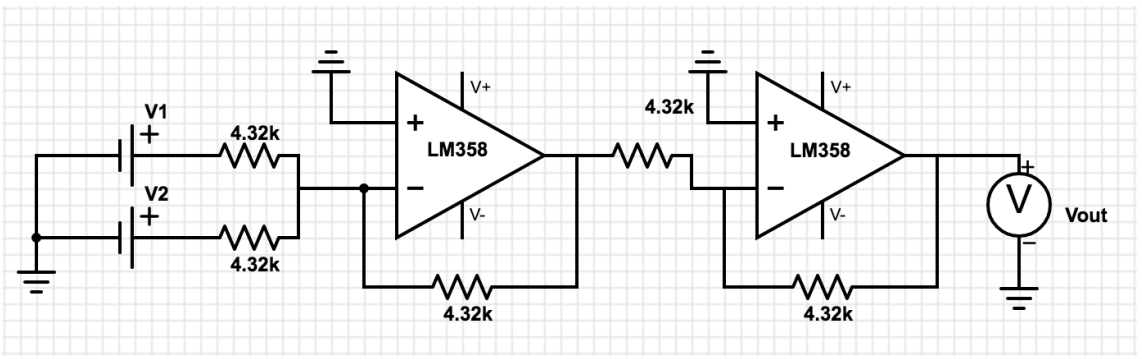 V1
+
4.32k
V2
+
4.32k
V+
+
LM358
−
V-
4.32k
4.32k
V+
+
LM358
−
V-
4.32k
+
V
−
Vout